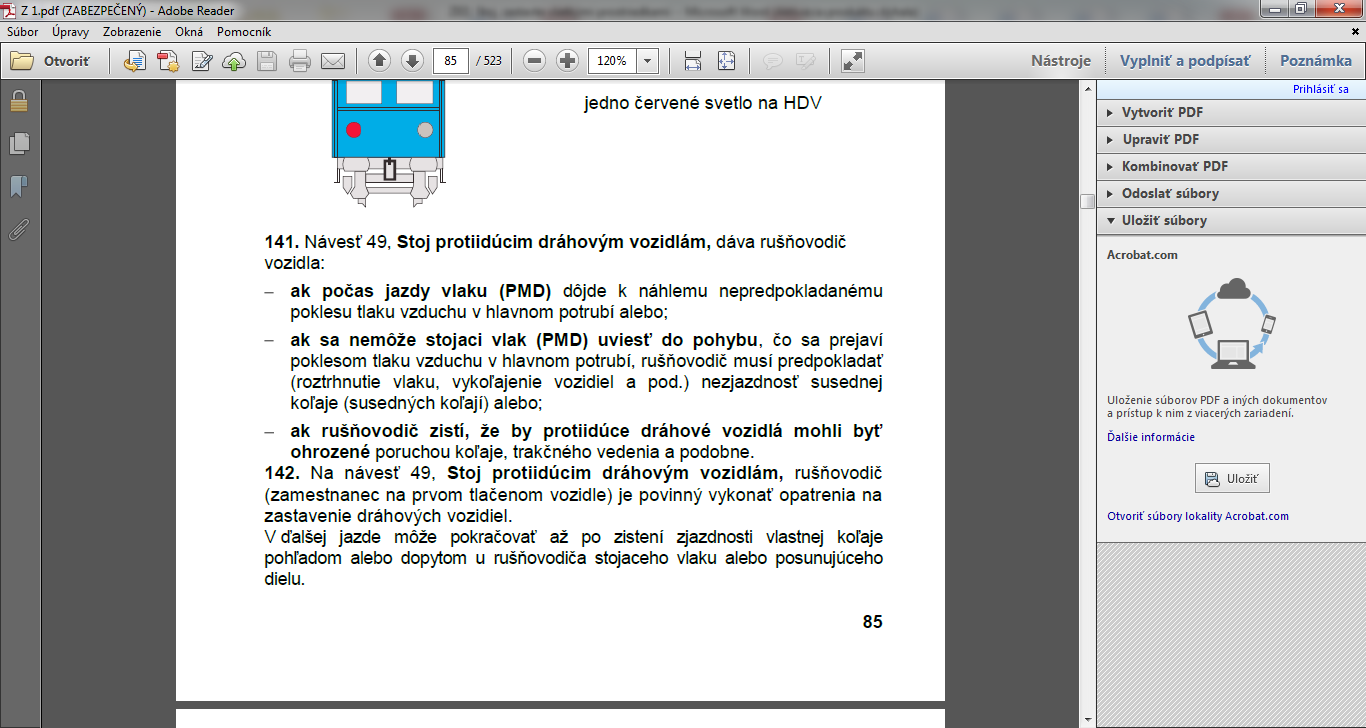 Z 1.pdf (ZABEZPEČENÝ) - Adobe Reader
Súbor Úpravy Zobrazenie Okná Pomocník
Otvoriť 85 / 523 120% Nástroje Vyplniť a podpísať Poznámka
Prihlásiť sa
jedno červené svetlo na HDV
141. Návesť 49, Stoj protiidúcim dráhovým vozidlám, dáva rušňovodič
vozidla:
– ak počas jazdy vlaku (PMD) dôjde k náhlemu nepredpokladanému
poklesu tlaku vzduchu v hlavnom potrubí alebo;
– ak sa nemôže stojaci vlak (PMD) uviesť do pohybu, čo sa prejaví
poklesom tlaku vzduchu v hlavnom potrubí, rušňovodič musí predpokladať
(roztrhnutie vlaku, vykoľajenie vozidiel a pod.) nezjazdnosť susednej
koľaje (susedných koľají) alebo;
– ak rušňovodič zistí, že by protiidúce dráhové vozidlá mohli byť
ohrozené poruchou koľaje, trakčného vedenia a podobne.
142. Na návesť 49, Stoj protiidúcim dráhovým vozidlám, rušňovodič
(zamestnanec na prvom tlačenom vozidle) je povinný vykonať opatrenia na
zastavenie dráhových vozidiel.
V ďalšej jazde môže pokračovať až po zistení zjazdnosti vlastnej koľaje
pohľadom alebo dopytom u rušňovodiča stojaceho vlaku alebo posunujúceho
dielu.
85
Vytvoriť PDF
Upraviť PDF
Kombinovať PDF
Odoslať súbory
Uložiť súbory
Acrobat.com
Uloženie súborov PDF a iných dokumentov
a prístup k nim z viacerých zariadení.
Ďalšie informácie
Uložiť
Otvoriť súbory lokality Acrobat.com